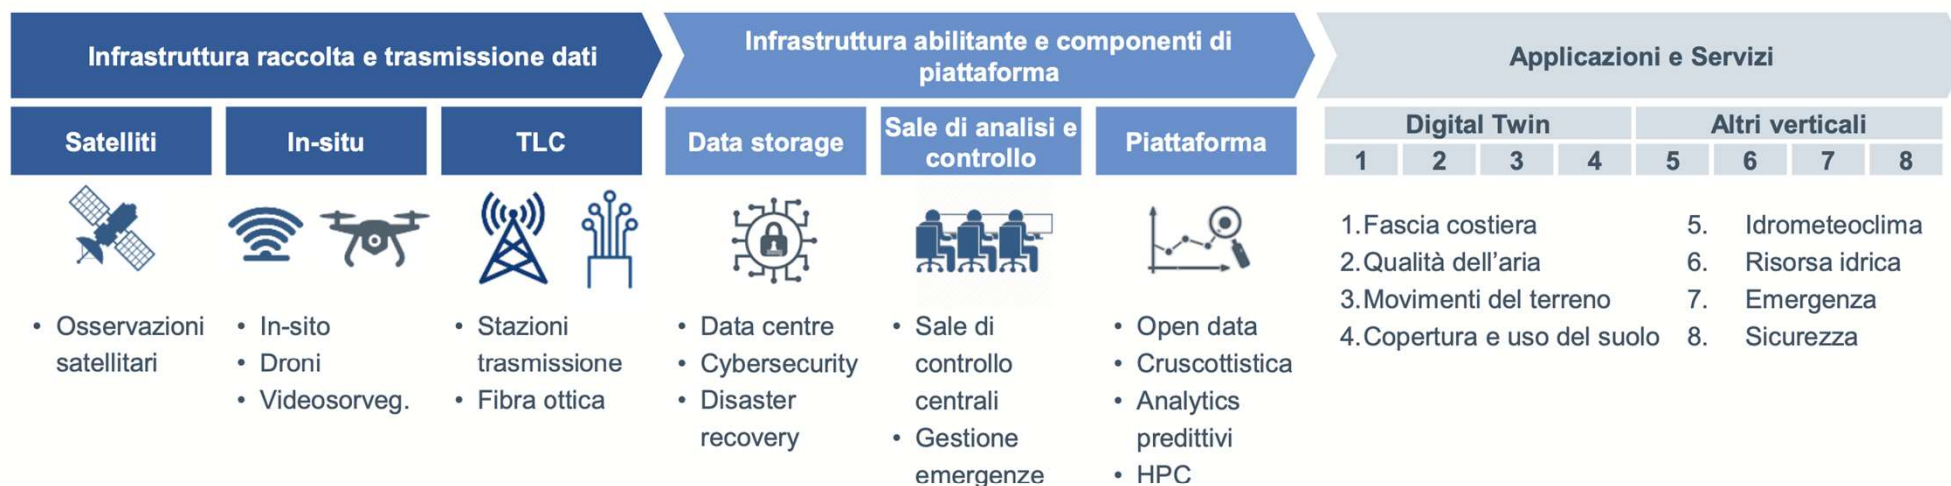 Infrastruttura raccolta e trasmissione dati
Infrastruttura abilitante e componenti di
piattaforma
Applicazioni e Servizi
Satelliti
In-situ
TLC
Data storage
Sale di analisi e
controllo
Piattaforma
Digital Twin
Altri verticali
1 2 3 4 5 6 7 8
• Osservazioni
satellitari
• In-sito
• Droni
• Videosorveg.
• Stazioni
trasmissione
• Fibra ottica
• Data centre
• Cybersecurity
• Disaster
recovery
• Sale di
controllo
centrali
• Gestione
emergenze
• Open data
• Cruscottistica
• Analytics
predittivi
• HPC
1. Fascia costiera
2. Qualità dell’aria
3. Movimenti del terreno
4. Copertura e uso del suolo
5. Idrometeoclima
6. Risorsa idrica
7. Emergenza
8. Sicurezza